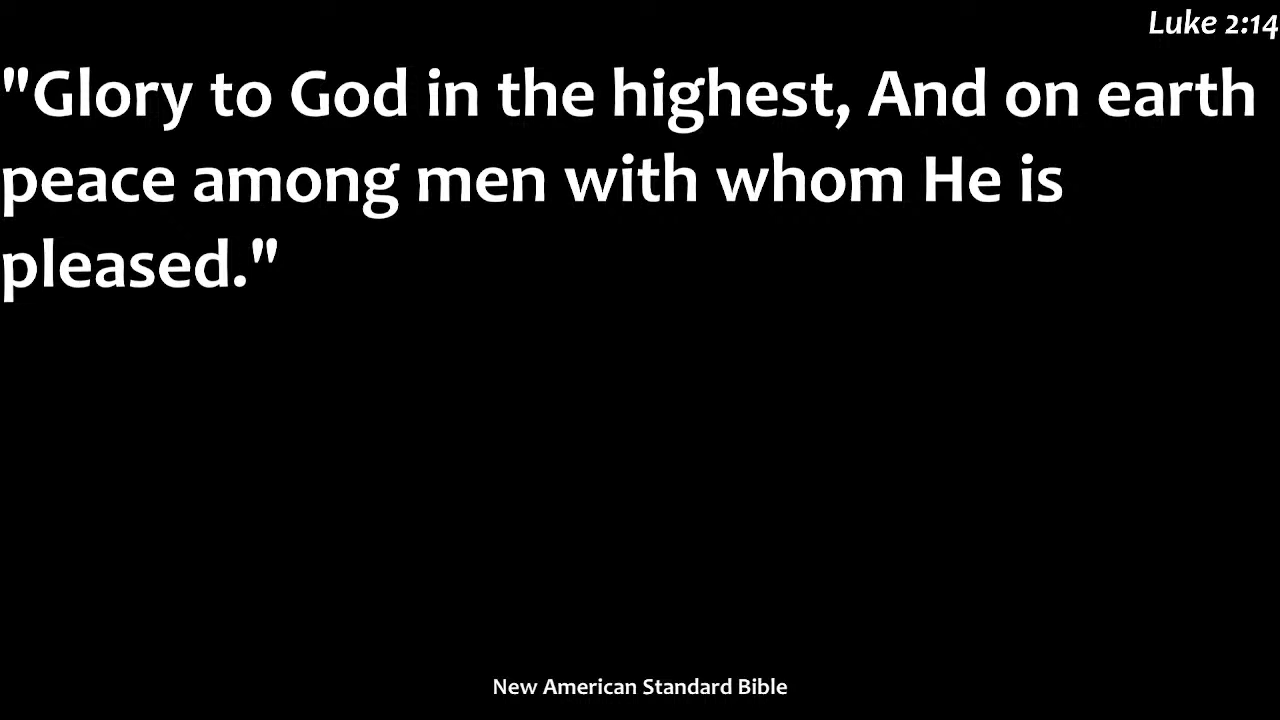 Luke 2:14
"Glory to God in the highest, And on earth
peace among men with whom He is
pleased."
New American Standard Bible